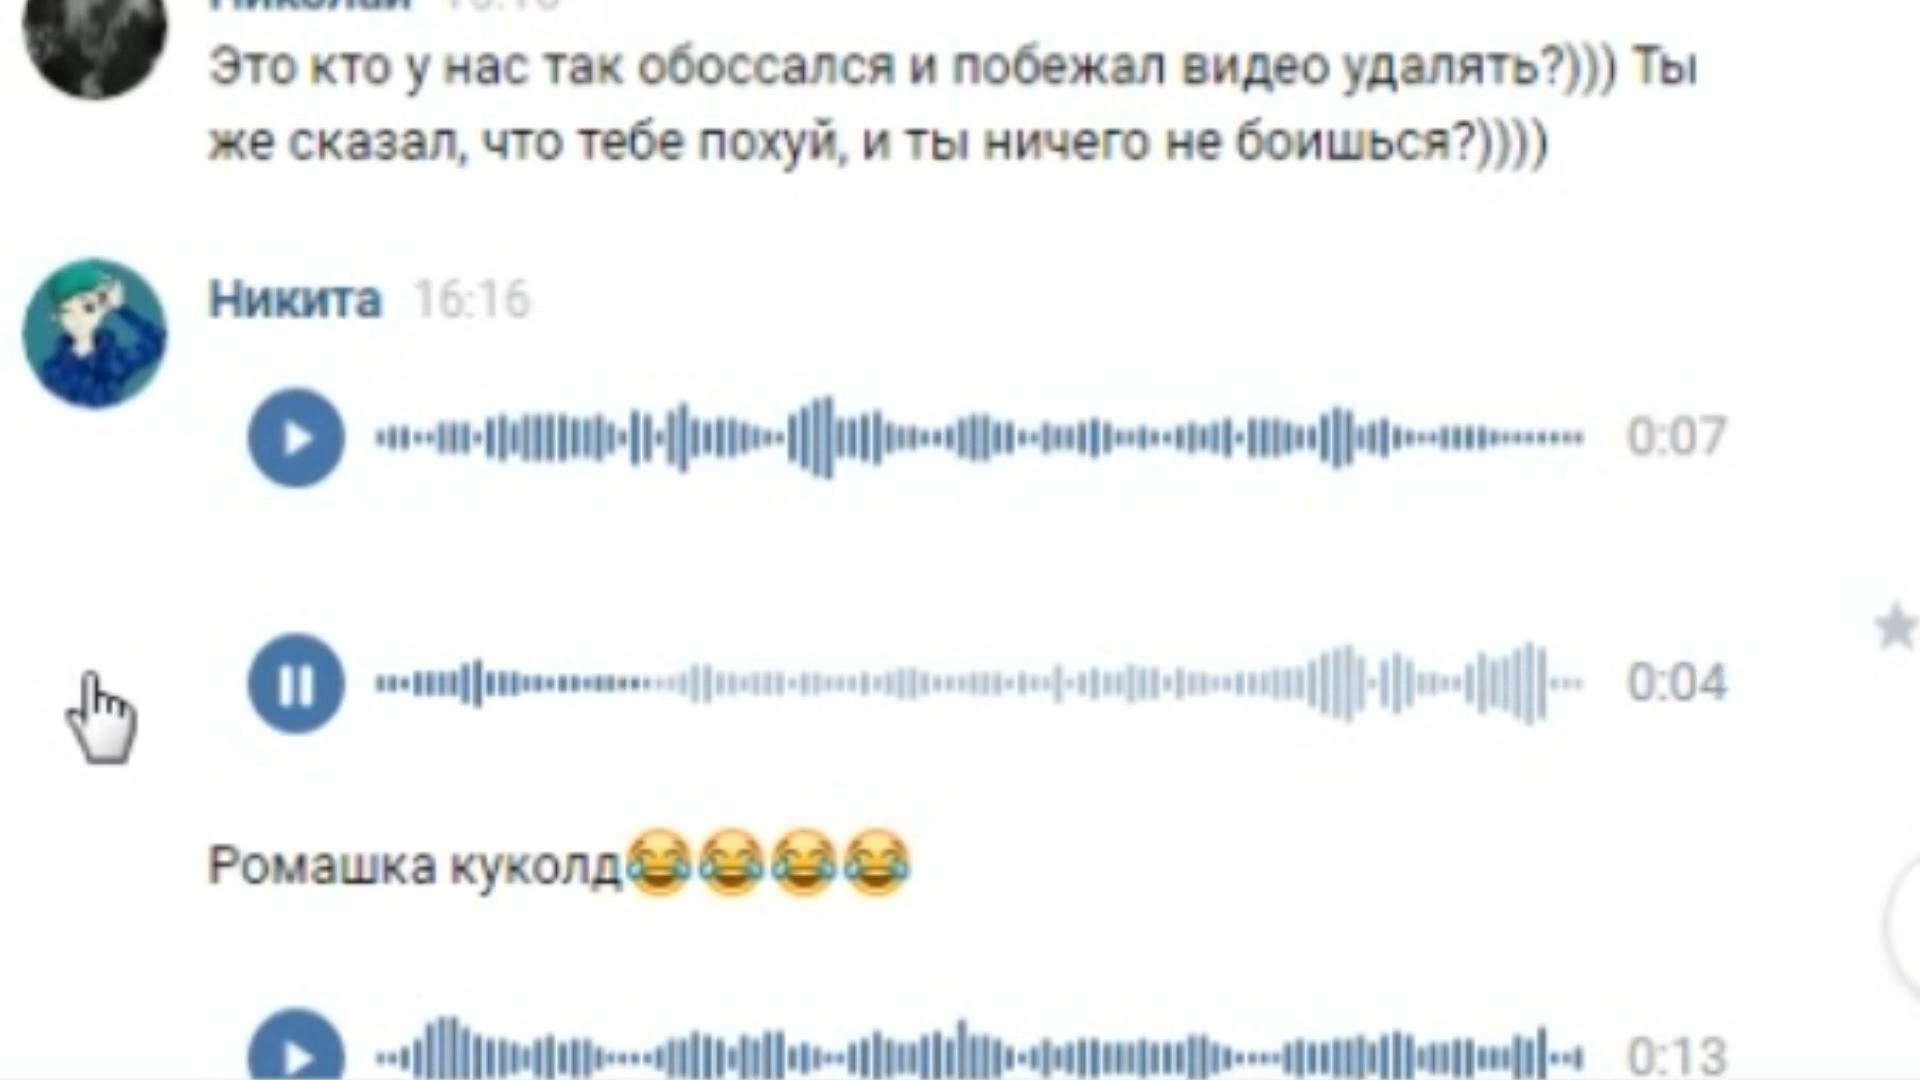 Николай 16:16
Это кто у нас так обоссался и побежал видео удалять?))) Ты
же сказал, что тебе похуй, и ты ничего не боишься?))))
Никита 16:16
0:07
0:04
Ромашка куколд😂😂😂😂
0:13